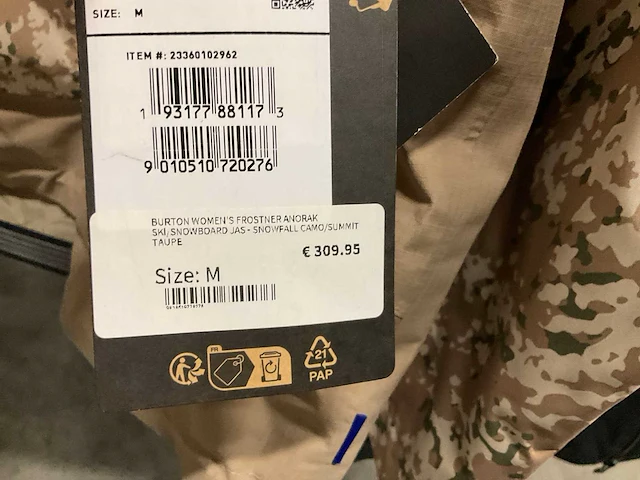 SIZE: M
ITEM #: 23360102962
1 93177 88117 3
9 010510 720276
BURTON WOMEN'S FROSTNER ANORAK
SKI/SNOWBOARD JAS - SNOWFALL CAMO/SUMMIT
TAUPE
€ 309.95
Size: M
FR
21
PAP